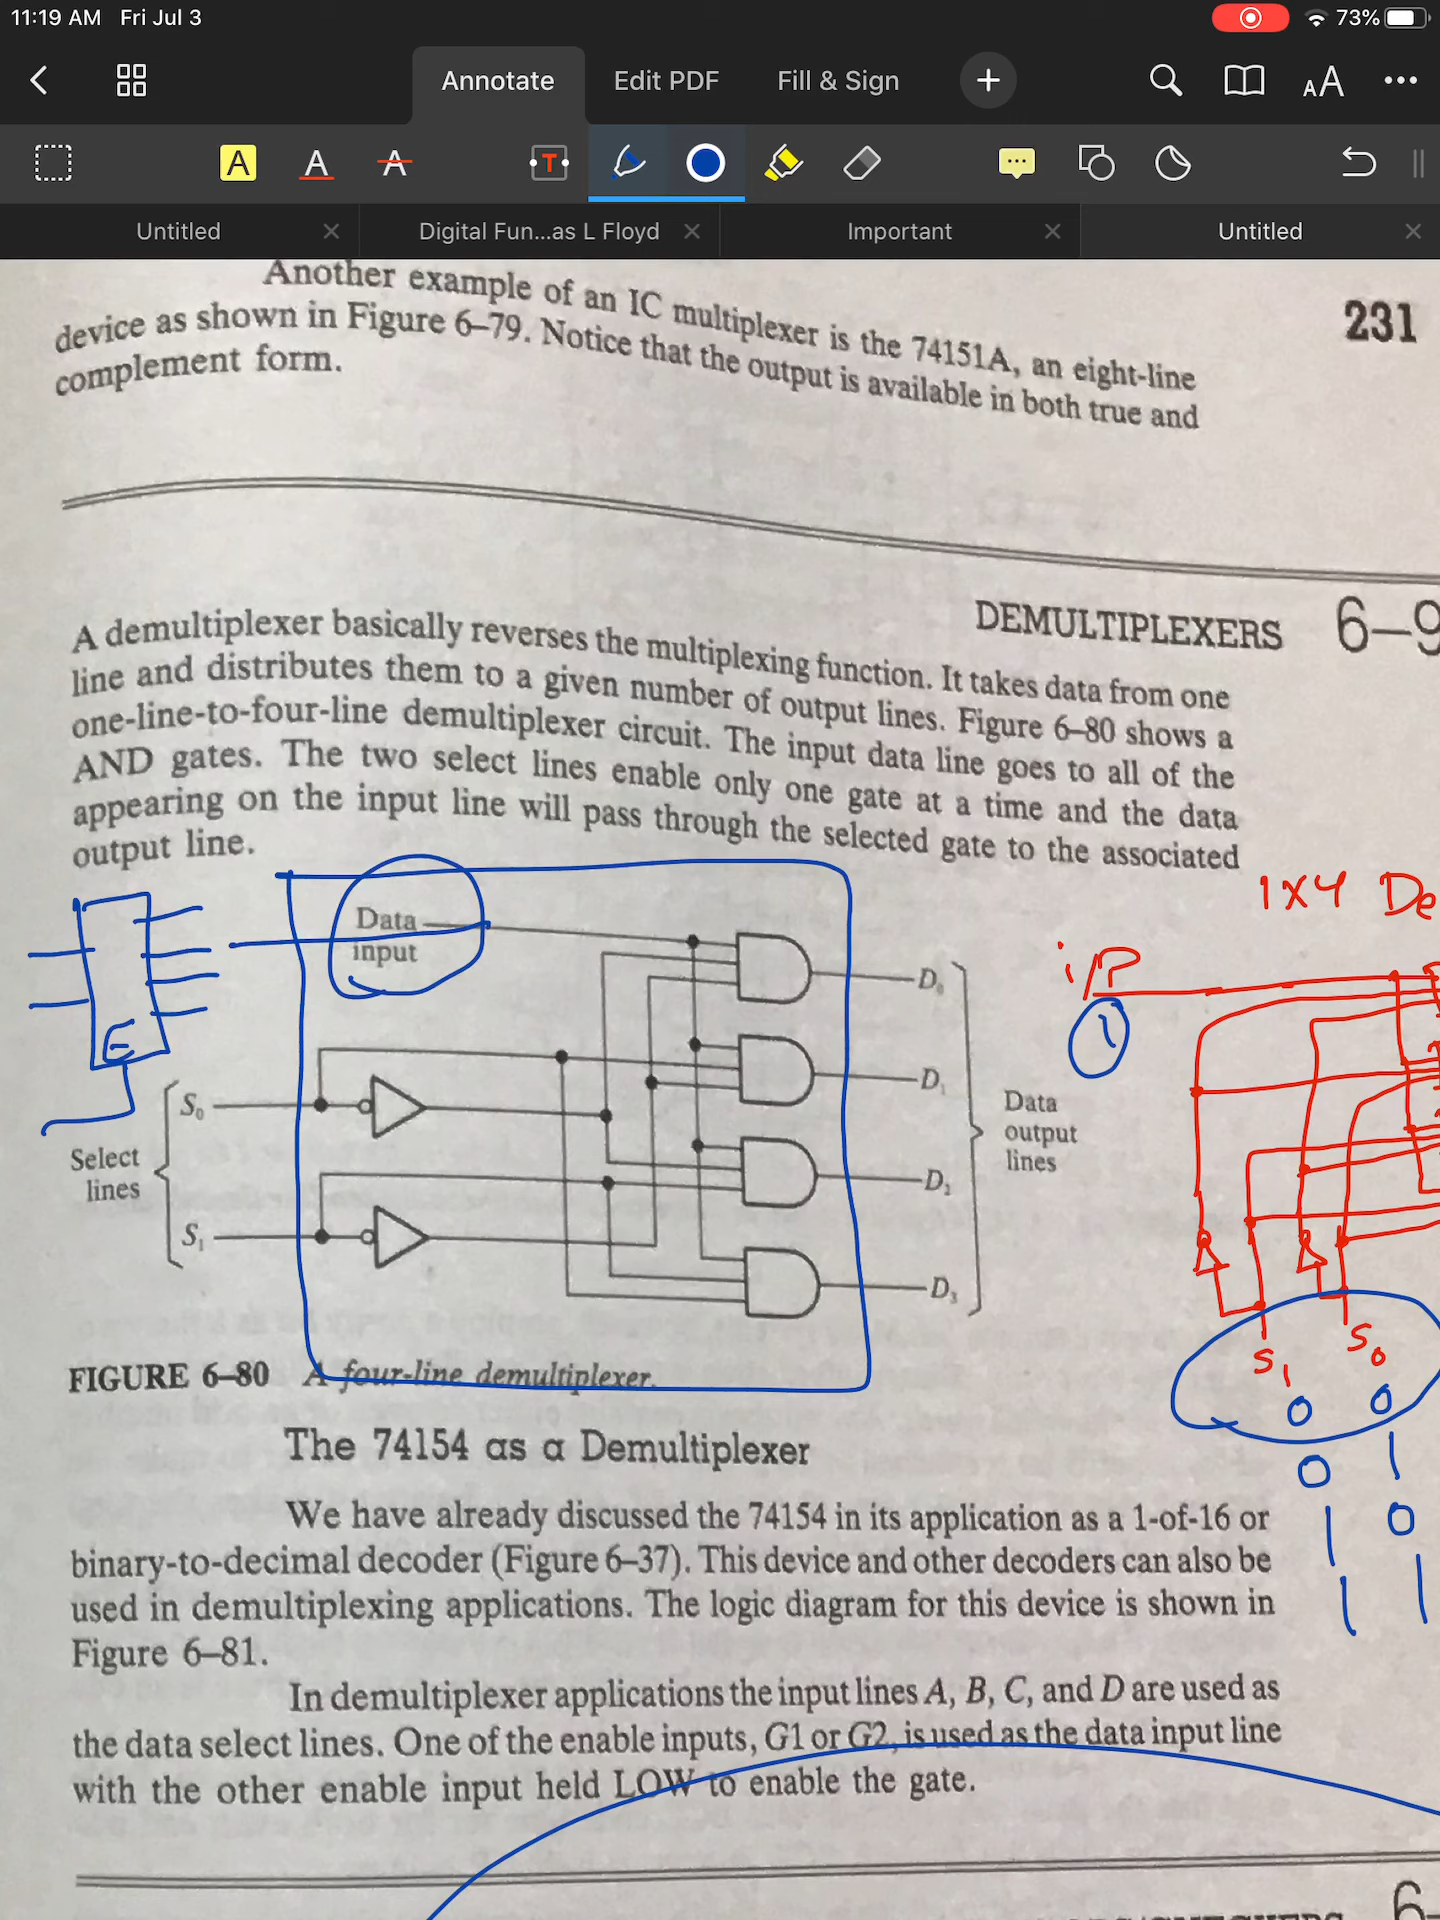 11:19 AM Fri Jul 3
73%
Annotate
Edit PDF
Fill & Sign
Untitled
Digital Fun...as L Floyd
Important
Untitled
Another example of an IC multiplexer is the 74151A, an eight-line
device as shown in Figure 6–79. Notice that the output is available in both true and
complement form.
231
DEMULTIPLEXERS 6–9
A demultiplexer basically reverses the multiplexing function. It takes data from one
line and distributes them to a given number of output lines. Figure 6–80 shows a
one-line-to-four-line demultiplexer circuit. The input data line goes to all of the
AND gates. The two select lines enable only one gate at a time and the data
appearing on the input line will pass through the selected gate to the associated
output line.
1X4 De
Data
input
i/P
1
E
D₀
D₁
D₂
D₃
Data
output
lines
S₀
Select
lines
S₁
S₁ S₀
0 0
0 1
1 0
1 1
FIGURE 6–80 A four-line demultiplexer.
The 74154 as a Demultiplexer
We have already discussed the 74154 in its application as a 1-of-16 or
binary-to-decimal decoder (Figure 6–37). This device and other decoders can also be
used in demultiplexing applications. The logic diagram for this device is shown in
Figure 6–81.
In demultiplexer applications the input lines A, B, C, and D are used as
the data select lines. One of the enable inputs, G1 or G2, is used as the data input line
with the other enable input held LOW to enable the gate.
6–